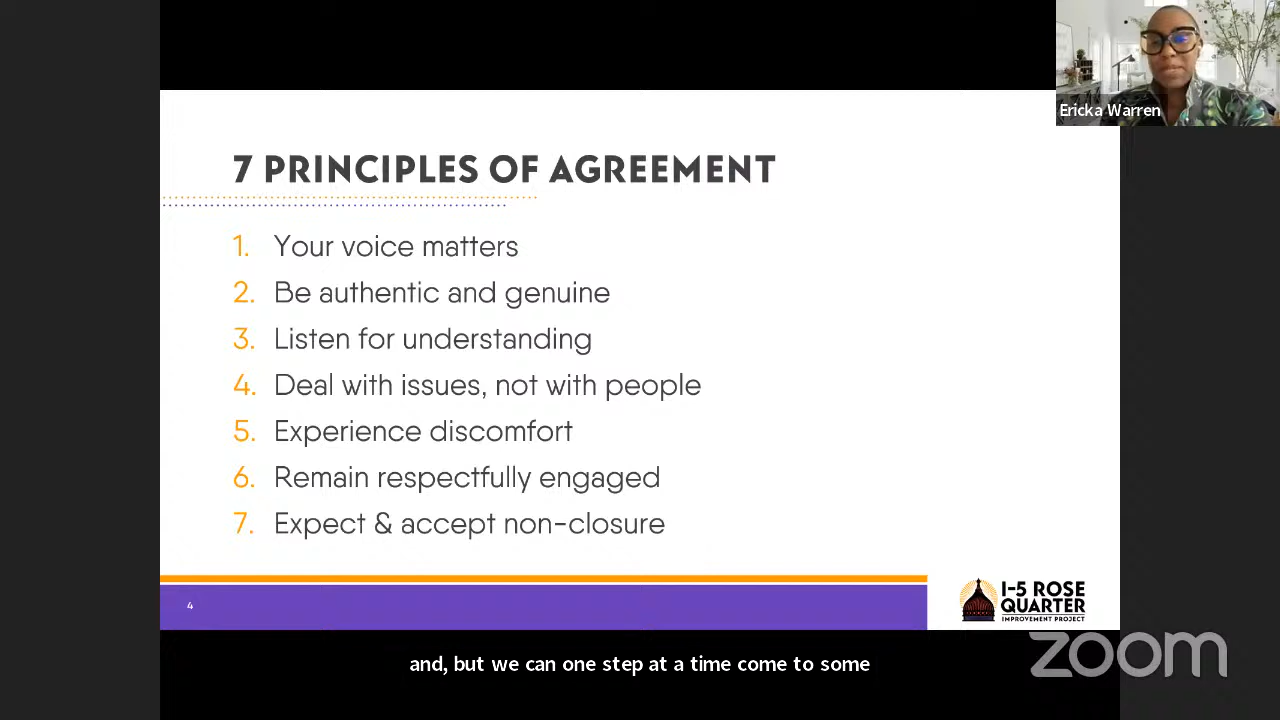 Ericka Warren
7 PRINCIPLES OF AGREEMENT
1. Your voice matters
2. Be authentic and genuine
3. Listen for understanding
4. Deal with issues, not with people
5. Experience discomfort
6. Remain respectfully engaged
7. Expect & accept non-closure
4
I-5 ROSE
QUARTER
IMPROVEMENT PROJECT
and, but we can one step at a time come to some
zoom